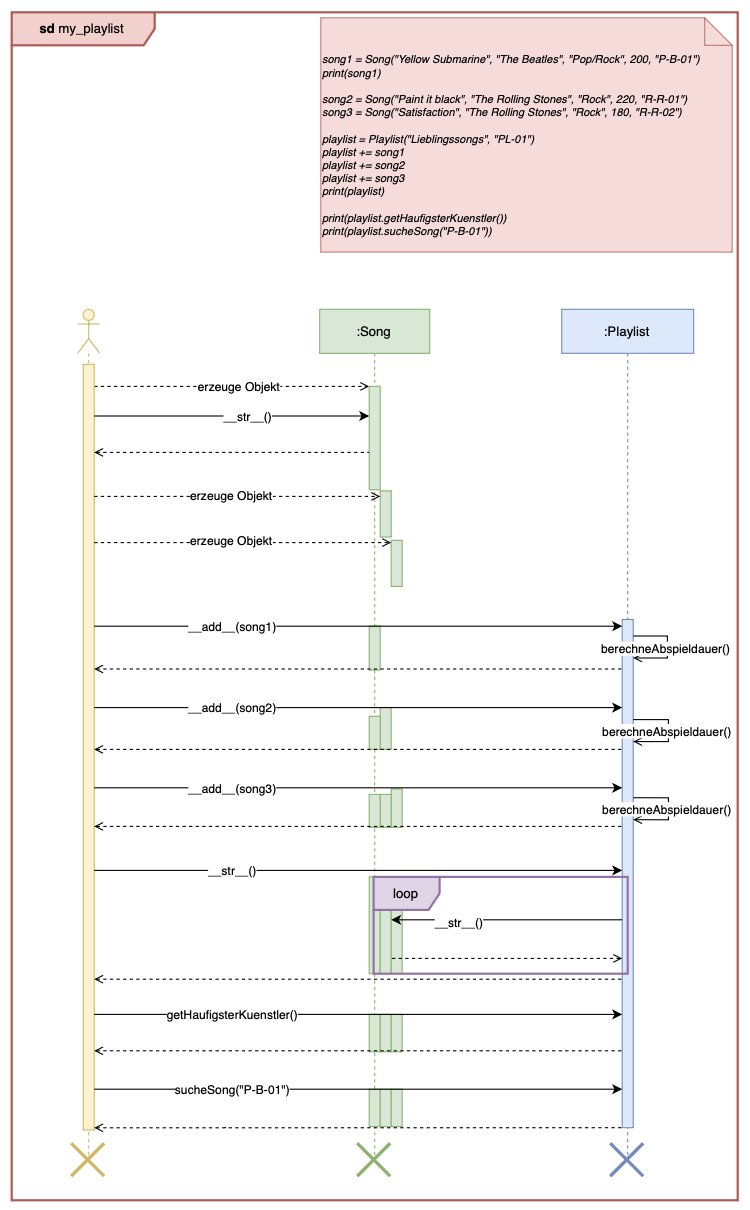 sd my_playlist
song1 = Song("Yellow Submarine", "The Beatles", "Pop/Rock", 200, "P-B-01")
print(song1)
song2 = Song("Paint it black", "The Rolling Stones", "Rock", 220, "R-R-01")
song3 = Song("Satisfaction", "The Rolling Stones", "Rock", 180, "R-R-02")
playlist = Playlist("Lieblingssongs", "PL-01")
playlist += song1
playlist += song2
playlist += song3
print(playlist)
print(playlist.getHaufigsterKuenstler())
print(playlist.sucheSong("P-B-01"))
:Song
:Playlist
erzeuge Objekt
__str__()
erzeuge Objekt
erzeuge Objekt
__add__(song1)
berechneAbspieldauer()
__add__(song2)
berechneAbspieldauer()
__add__(song3)
berechneAbspieldauer()
__str__()
loop
__str__()
getHaufigsterKuenstler()
sucheSong("P-B-01")